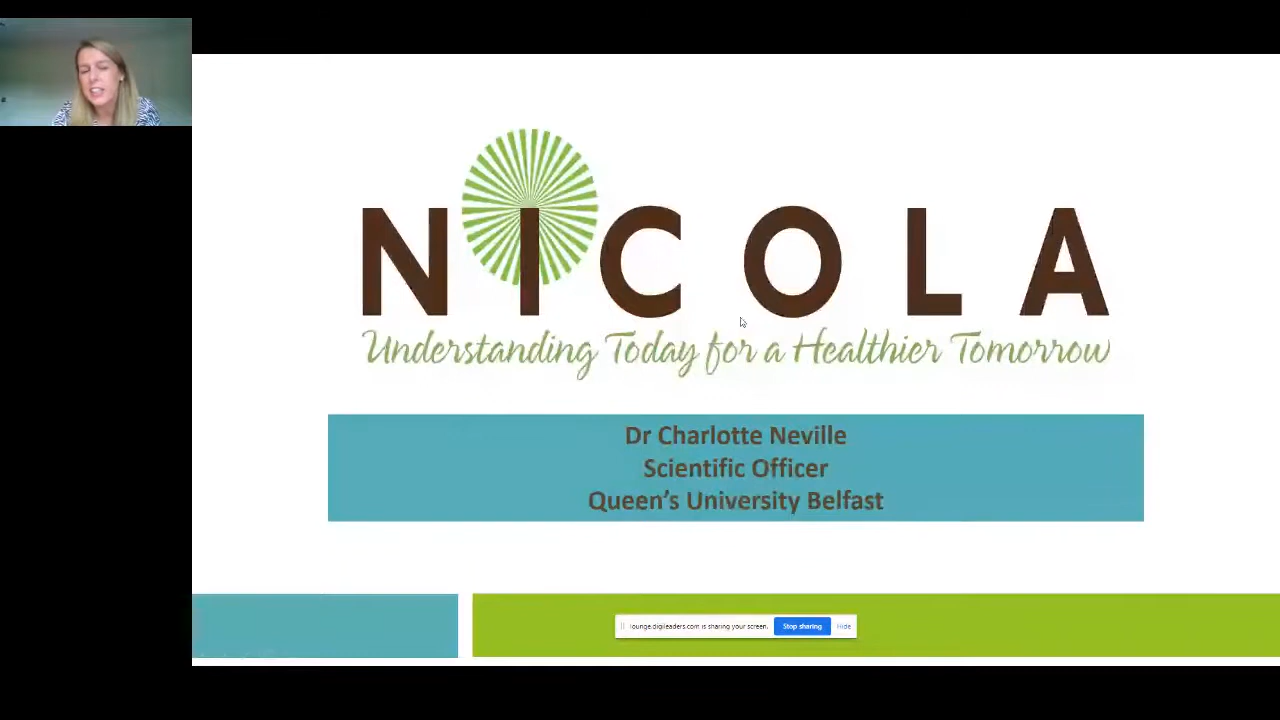 NICOLA
Understanding Today for a Healthier Tomorrow
Dr Charlotte Neville
Scientific Officer
Queen's University Belfast
lounge.digileaders.com is sharing your screen. Stop sharing Hide